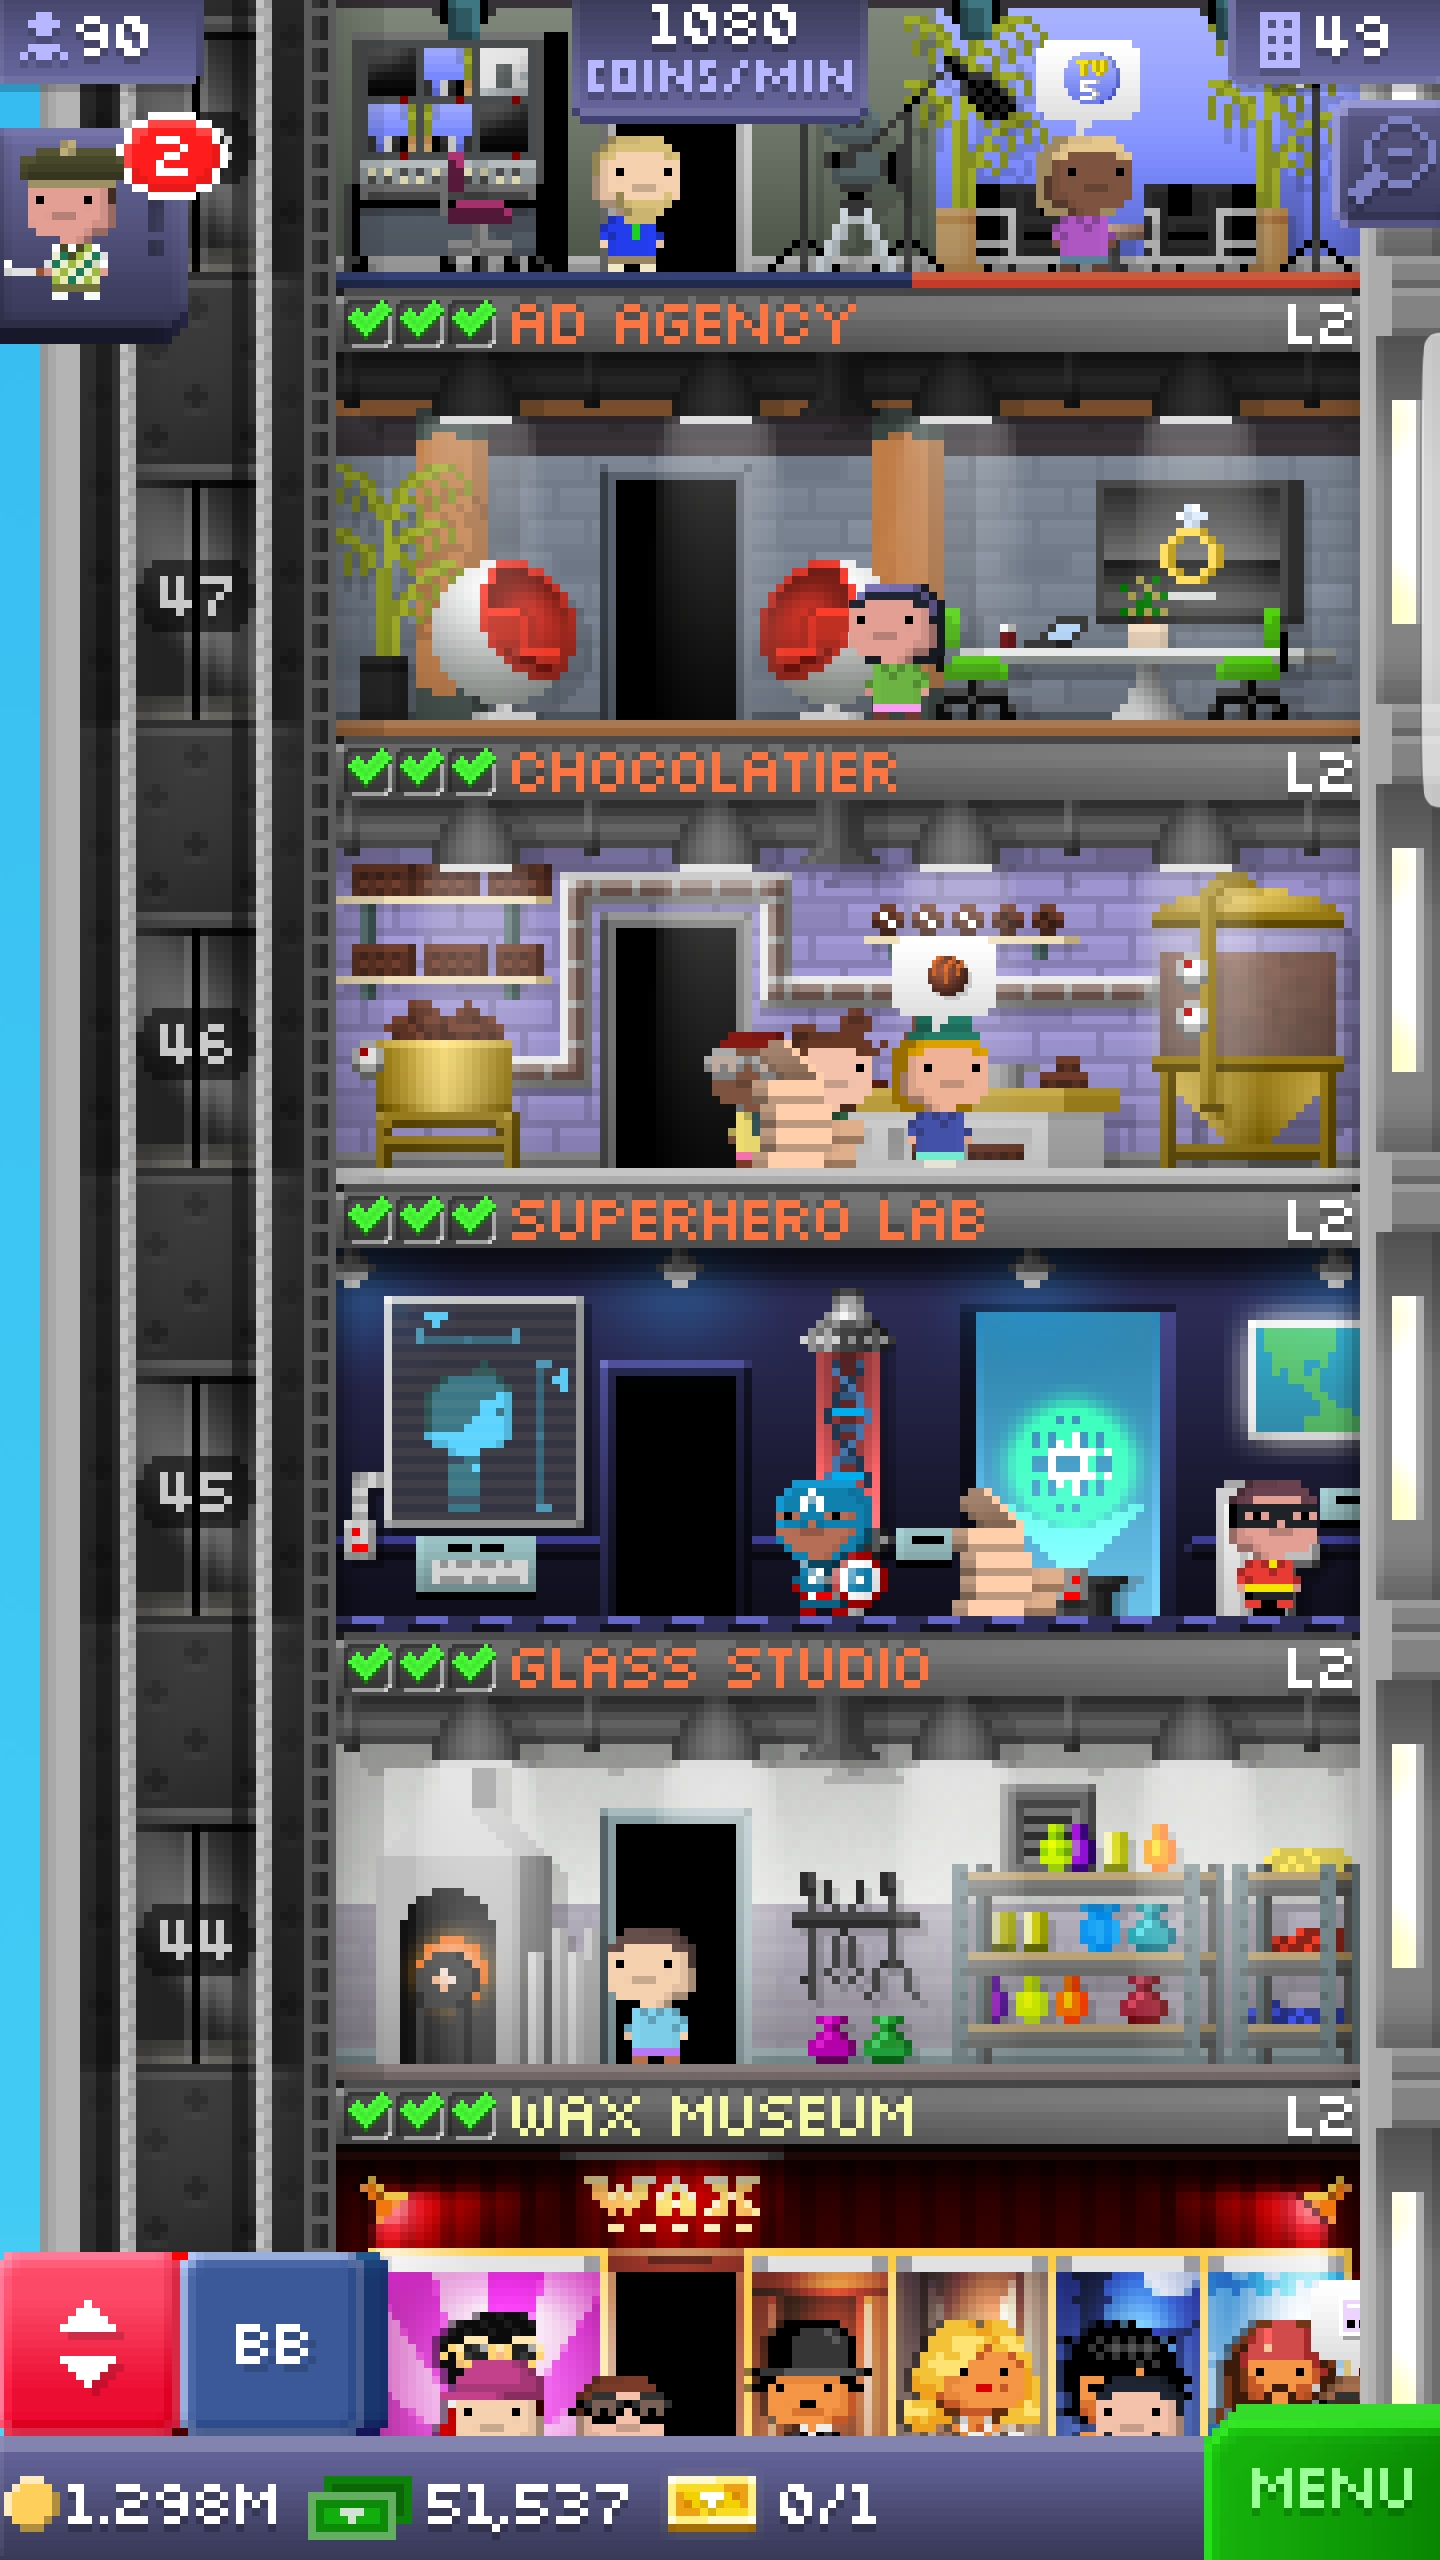 90
1080
COINS/MIN
49
2
TV
5
AD AGENCY L2
47
CHOCOLATIER L2
46
SUPERHERO LAB L2
A
45
GLASS STUDIO L2
44
WAX MUSEUM L2
WAX
BB
1.298M 51,537 0/1
MENU